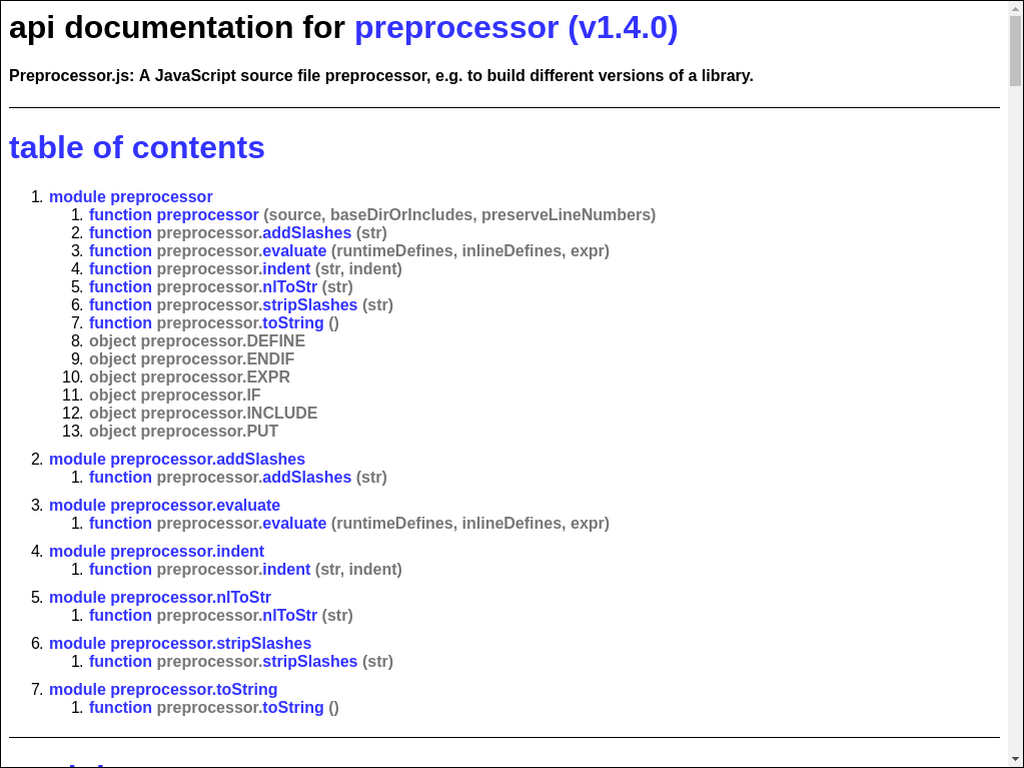 api documentation for preprocessor (v1.4.0)
Preprocessor.js: A JavaScript source file preprocessor, e.g. to build different versions of a library.
table of contents
1. module preprocessor
1. function preprocessor (source, baseDirOrIncludes, preserveLineNumbers)
2. function preprocessor.addSlashes (str)
3. function preprocessor.evaluate (runtimeDefines, inlineDefines, expr)
4. function preprocessor.indent (str, indent)
5. function preprocessor.nlToStr (str)
6. function preprocessor.stripSlashes (str)
7. function preprocessor.toString ()
8. object preprocessor.DEFINE
9. object preprocessor.ENDIF
10. object preprocessor.EXPR
11. object preprocessor.IF
12. object preprocessor.INCLUDE
13. object preprocessor.PUT
2. module preprocessor.addSlashes
1. function preprocessor.addSlashes (str)
3. module preprocessor.evaluate
1. function preprocessor.evaluate (runtimeDefines, inlineDefines, expr)
4. module preprocessor.indent
1. function preprocessor.indent (str, indent)
5. module preprocessor.nlToStr
1. function preprocessor.nlToStr (str)
6. module preprocessor.stripSlashes
1. function preprocessor.stripSlashes (str)
7. module preprocessor.toString
1. function preprocessor.toString ()